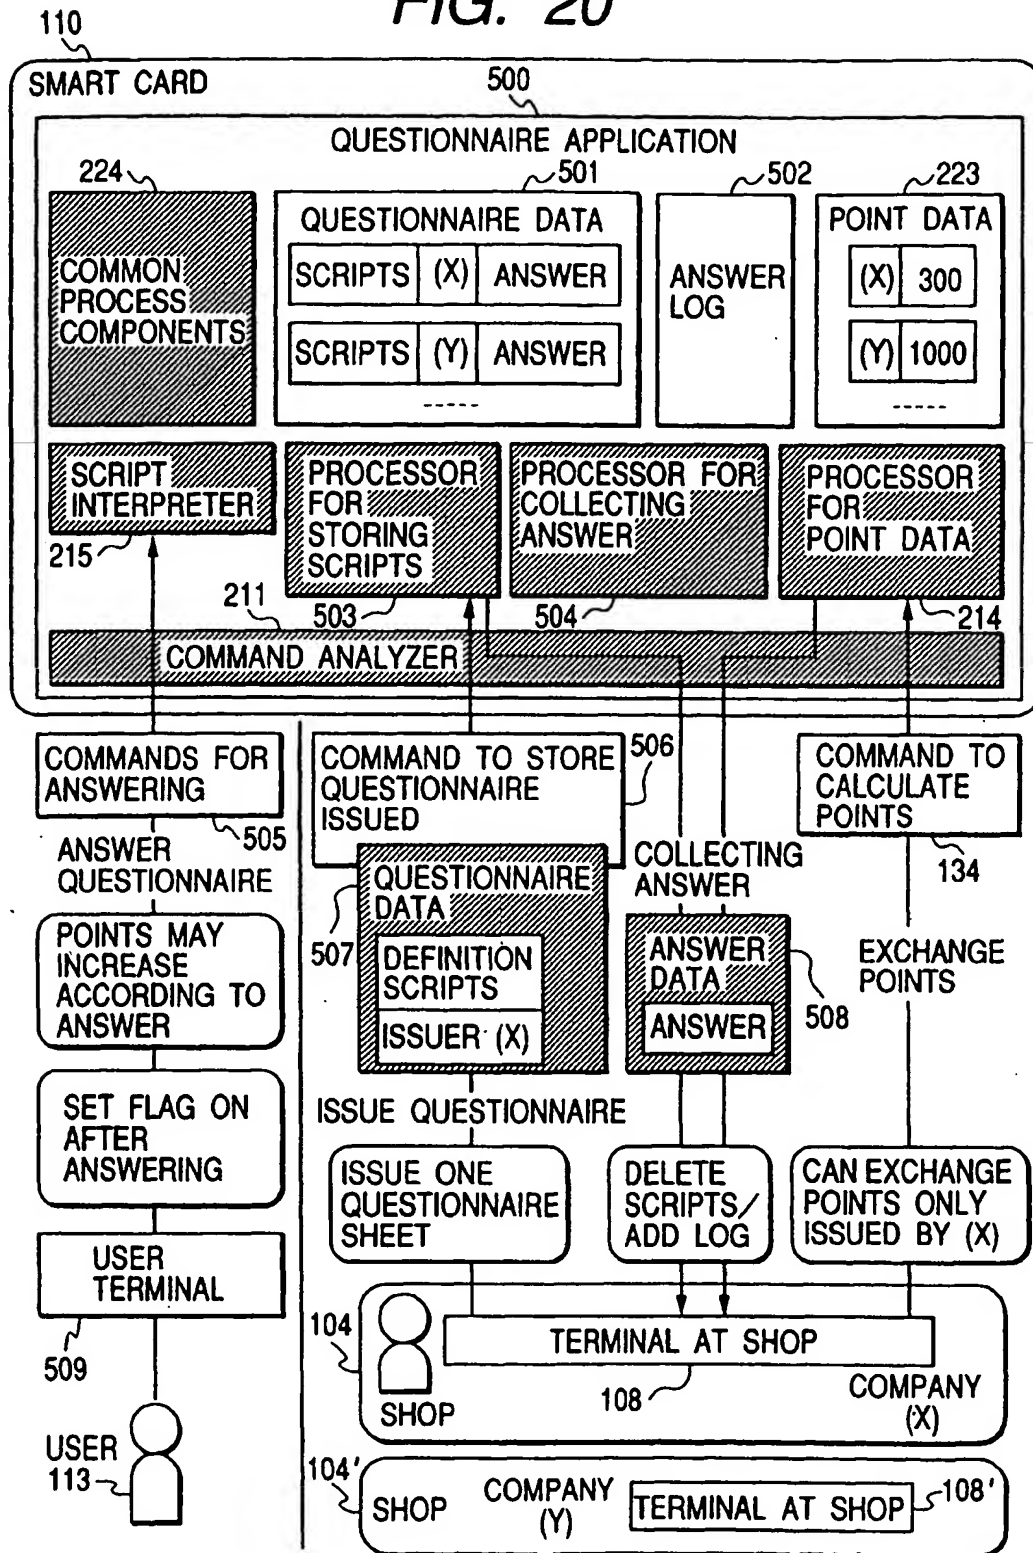 FIG. 20
110
SMART CARD
500
QUESTIONNAIRE APPLICATION
224
501
502
223
COMMON
PROCESS
COMPONENTS
QUESTIONNAIRE DATA
SCRIPTS (X) ANSWER
SCRIPTS (Y) ANSWER
-----
ANSWER
LOG
POINT DATA
(X) 300
(Y) 1000
-----
SCRIPT
INTERPRETER
215
PROCESSOR
FOR
STORING
SCRIPTS
503
PROCESSOR FOR
COLLECTING
ANSWER
504
PROCESSOR
FOR
POINT DATA
214
211
COMMAND ANALYZER
COMMANDS FOR
ANSWERING
505
ANSWER
QUESTIONNAIRE
POINTS MAY
INCREASE
ACCORDING TO
ANSWER
SET FLAG ON
AFTER
ANSWERING
USER
TERMINAL
509
USER
113
COMMAND TO STORE
QUESTIONNAIRE
ISSUED
506
QUESTIONNAIRE
DATA
507
DEFINITION
SCRIPTS
ISSUER (X)
ISSUE QUESTIONNAIRE
ISSUE ONE
QUESTIONNAIRE
SHEET
COLLECTING
ANSWER
ANSWER
DATA
ANSWER
508
DELETE
SCRIPTS/
ADD LOG
COMMAND TO
CALCULATE
POINTS
134
EXCHANGE
POINTS
CAN EXCHANGE
POINTS ONLY
ISSUED BY (X)
104
TERMINAL AT SHOP
108
SHOP
COMPANY
(X)
104'
SHOP
COMPANY
(Y)
TERMINAL AT SHOP
108'